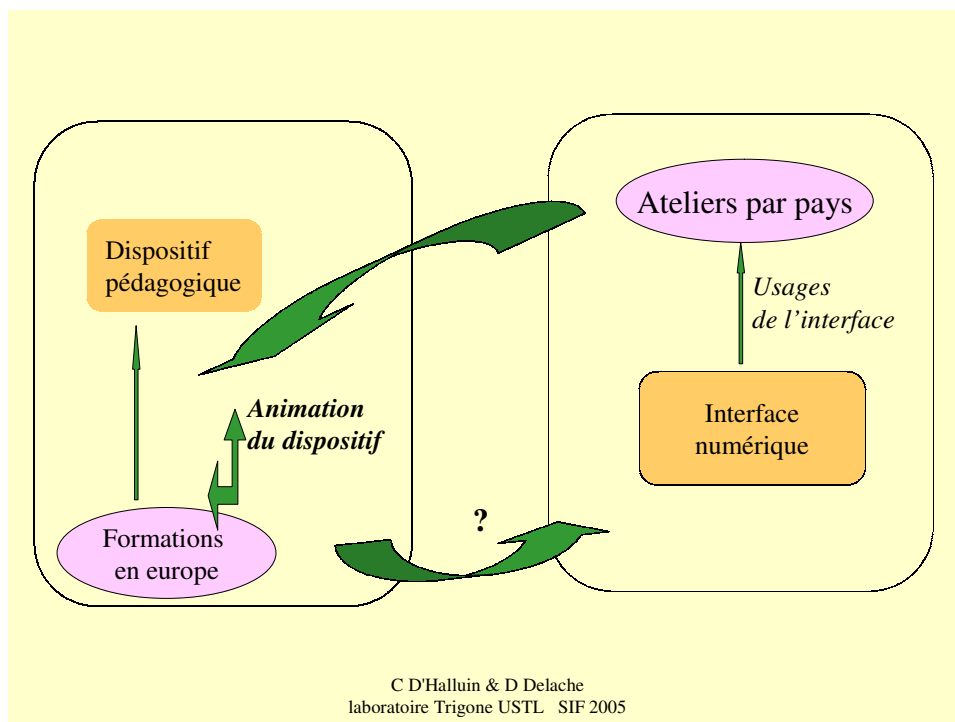 Dispositif
pédagogique
Animation
du dispositif
Formations
en europe
?
Ateliers par pays
Usages
de l’interface
Interface
numérique
C D'Halluin & D Delache
laboratoire Trigone USTL SIF 2005